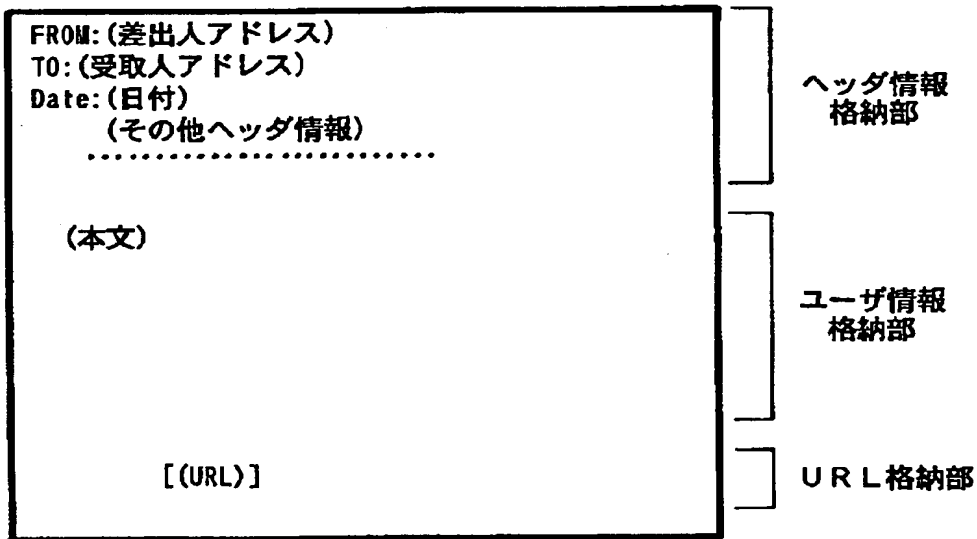 FROM:(差出人アドレス)
TO:(受取人アドレス)
Date:(日付)
(その他ヘッダ情報)
..........................
(本文)
[(URL)]
ヘッダ情報
格納部
ユーザ情報
格納部
URL格納部